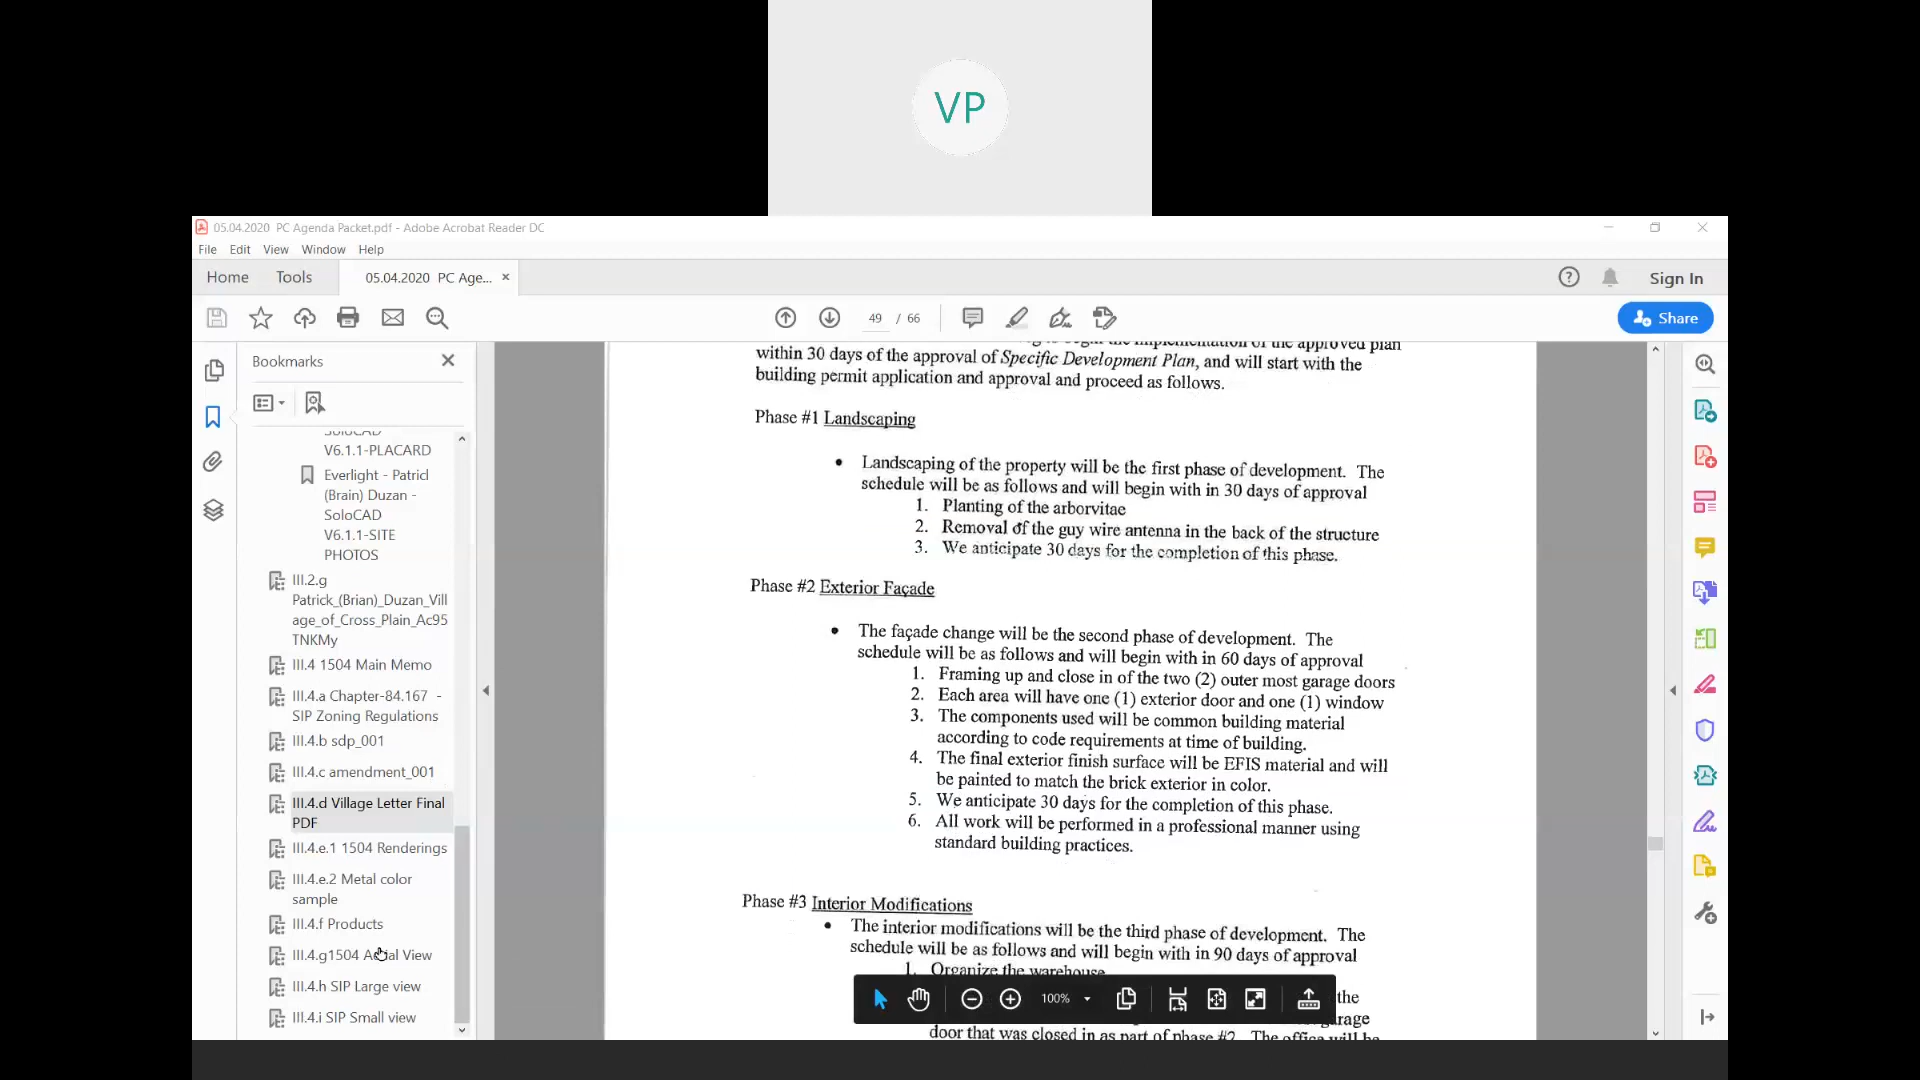 VP
05.04.2020 PC Agenda Packet.pdf - Adobe Acrobat Reader DC
File Edit View Window Help
Home Tools 05.04.2020 PC Age... × Sign In
49 / 66 Share
Bookmarks
SoloCAD
V6.1.1-PLACARD
Everlight - Patricl
(Brain) Duzan -
SoloCAD
V6.1.1-SITE
PHOTOS
III.2.g
Patrick_(Brian)_Duzan_Vill
age_of_Cross_Plain_Ac95
TNKMy
III.4 1504 Main Memo
III.4.a Chapter-84.167 -
SIP Zoning Regulations
III.4.b sdp_001
III.4.c amendment_001
III.4.d Village Letter Final
PDF
III.4.e.1 1504 Renderings
III.4.e.2 Metal color
sample
III.4.f Products
III.4.g1504 Aerial View
III.4.h SIP Large view
III.4.i SIP Small view
to begin the implementation of the approved plan
within 30 days of the approval of Specific Development Plan, and will start with the
building permit application and approval and proceed as follows.
Phase #1 Landscaping
• Landscaping of the property will be the first phase of development. The
schedule will be as follows and will begin with in 30 days of approval
1. Planting of the arborvitae
2. Removal of the guy wire antenna in the back of the structure
3. We anticipate 30 days for the completion of this phase.
Phase #2 Exterior Façade
• The façade change will be the second phase of development. The
schedule will be as follows and will begin with in 60 days of approval
1. Framing up and close in of the two (2) outer most garage doors
2. Each area will have one (1) exterior door and one (1) window
3. The components used will be common building material
according to code requirements at time of building.
4. The final exterior finish surface will be EFIS material and will
be painted to match the brick exterior in color.
5. We anticipate 30 days for the completion of this phase.
6. All work will be performed in a professional manner using
standard building practices.
Phase #3 Interior Modifications
• The interior modifications will be the third phase of development. The
schedule will be as follows and will begin with in 90 days of approval
1. Organize the warehouse
the
garage
door that was closed in as part of phase #2. The office will be
100%